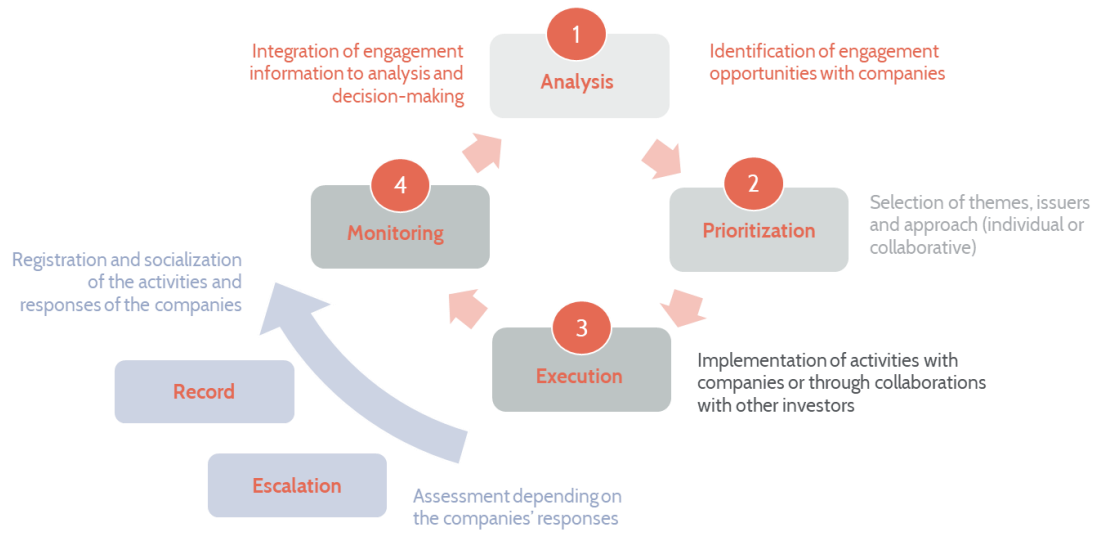 1
Analysis
Integration of engagement
information to analysis and
decision-making
Identification of engagement
opportunities with companies
2
Prioritization
Selection of themes, issuers
and approach (individual or
collaborative)
3
Execution
Implementation of activities with
companies or through collaborations
with other investors
4
Monitoring
Registration and socialization
of the activities and
responses of the companies
Record
Escalation
Assessment depending on
the companies' responses